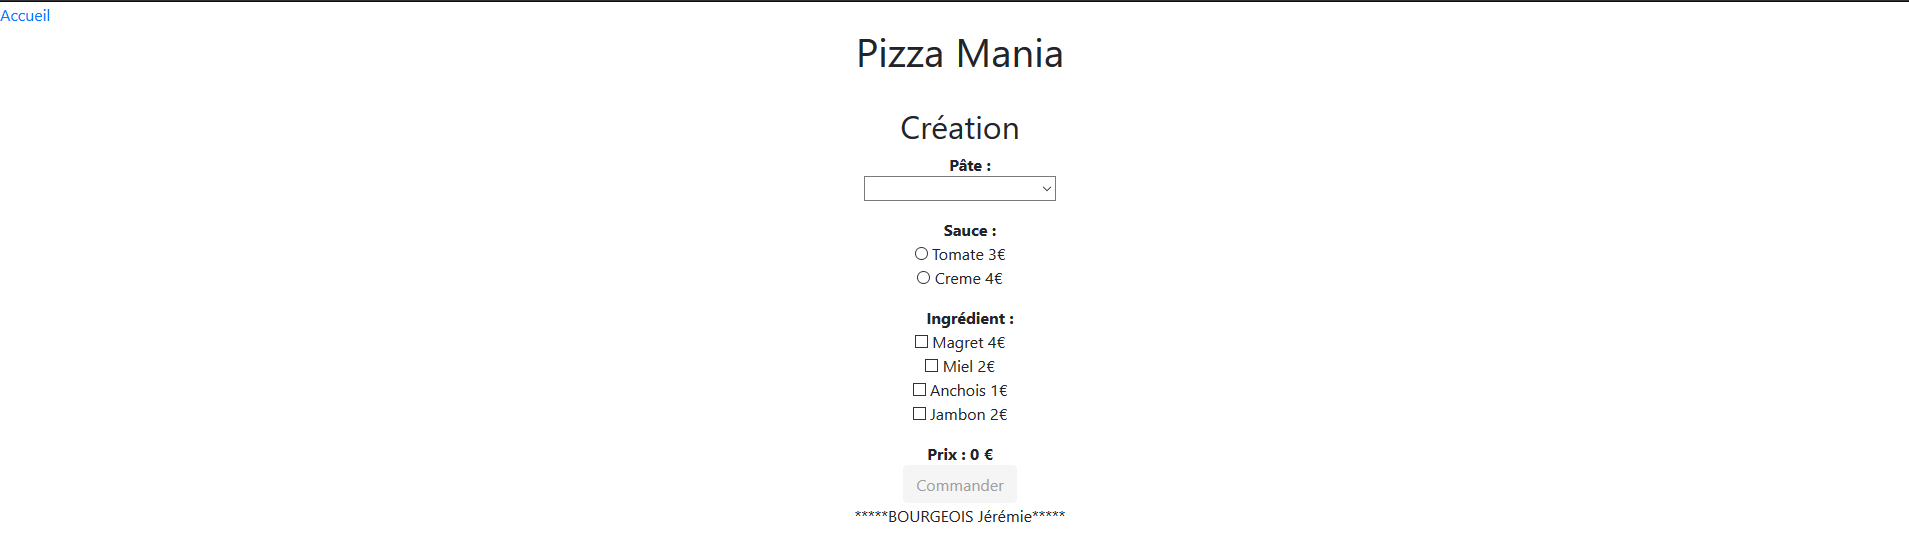 Accueil
Pizza Mania
Création
Pâte :
Sauce :
Tomate 3€
Creme 4€
Ingrédient :
Magret 4€
Miel 2€
Anchois 1€
Jambon 2€
Prix : 0 €
Commander
*****BOURGEOIS Jérémie*****